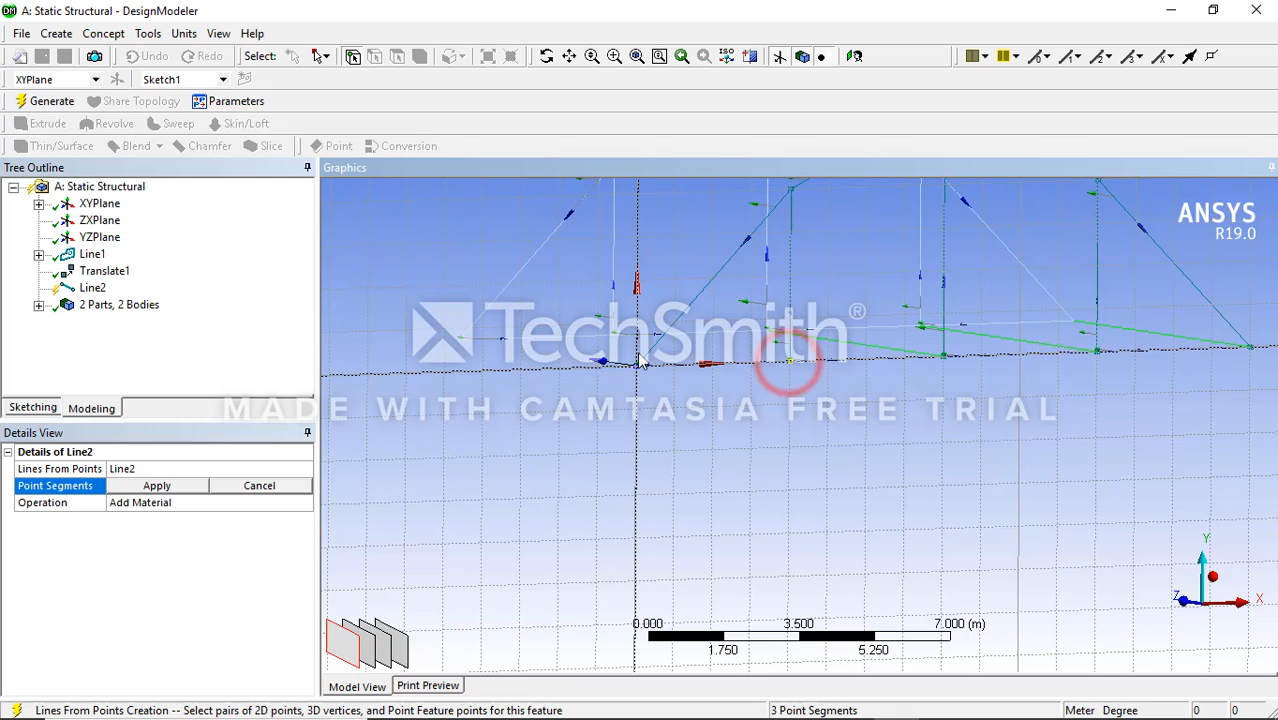 A: Static Structural - DesignModeler
File Create Concept Tools Units View Help
Undo Redo Select: ISO
XYPlane Sketch1
Generate Share Topology Parameters
Extrude Revolve Sweep Skin/Loft
Thin/Surface Blend Chamfer Slice Point Conversion
Tree Outline
A: Static Structural
XYPlane
ZXPlane
YZPlane
Line1
Translate1
Line2
2 Parts, 2 Bodies
Sketching Modeling
Details View
Details of Line2
Lines From Points Line2
Point Segments Apply Cancel
Operation Add Material
Graphics
ANSYS
R19.0
TechSmith®
MADE WITH CAMTASIA FREE TRIAL
Y
Z X
0.000 3.500 7.000 (m)
1.750 5.250
Model View Print Preview
Lines From Points Creation -- Select pairs of 2D points, 3D vertices, and Point Feature points for this feature 3 Point Segments Meter Degree 0 0